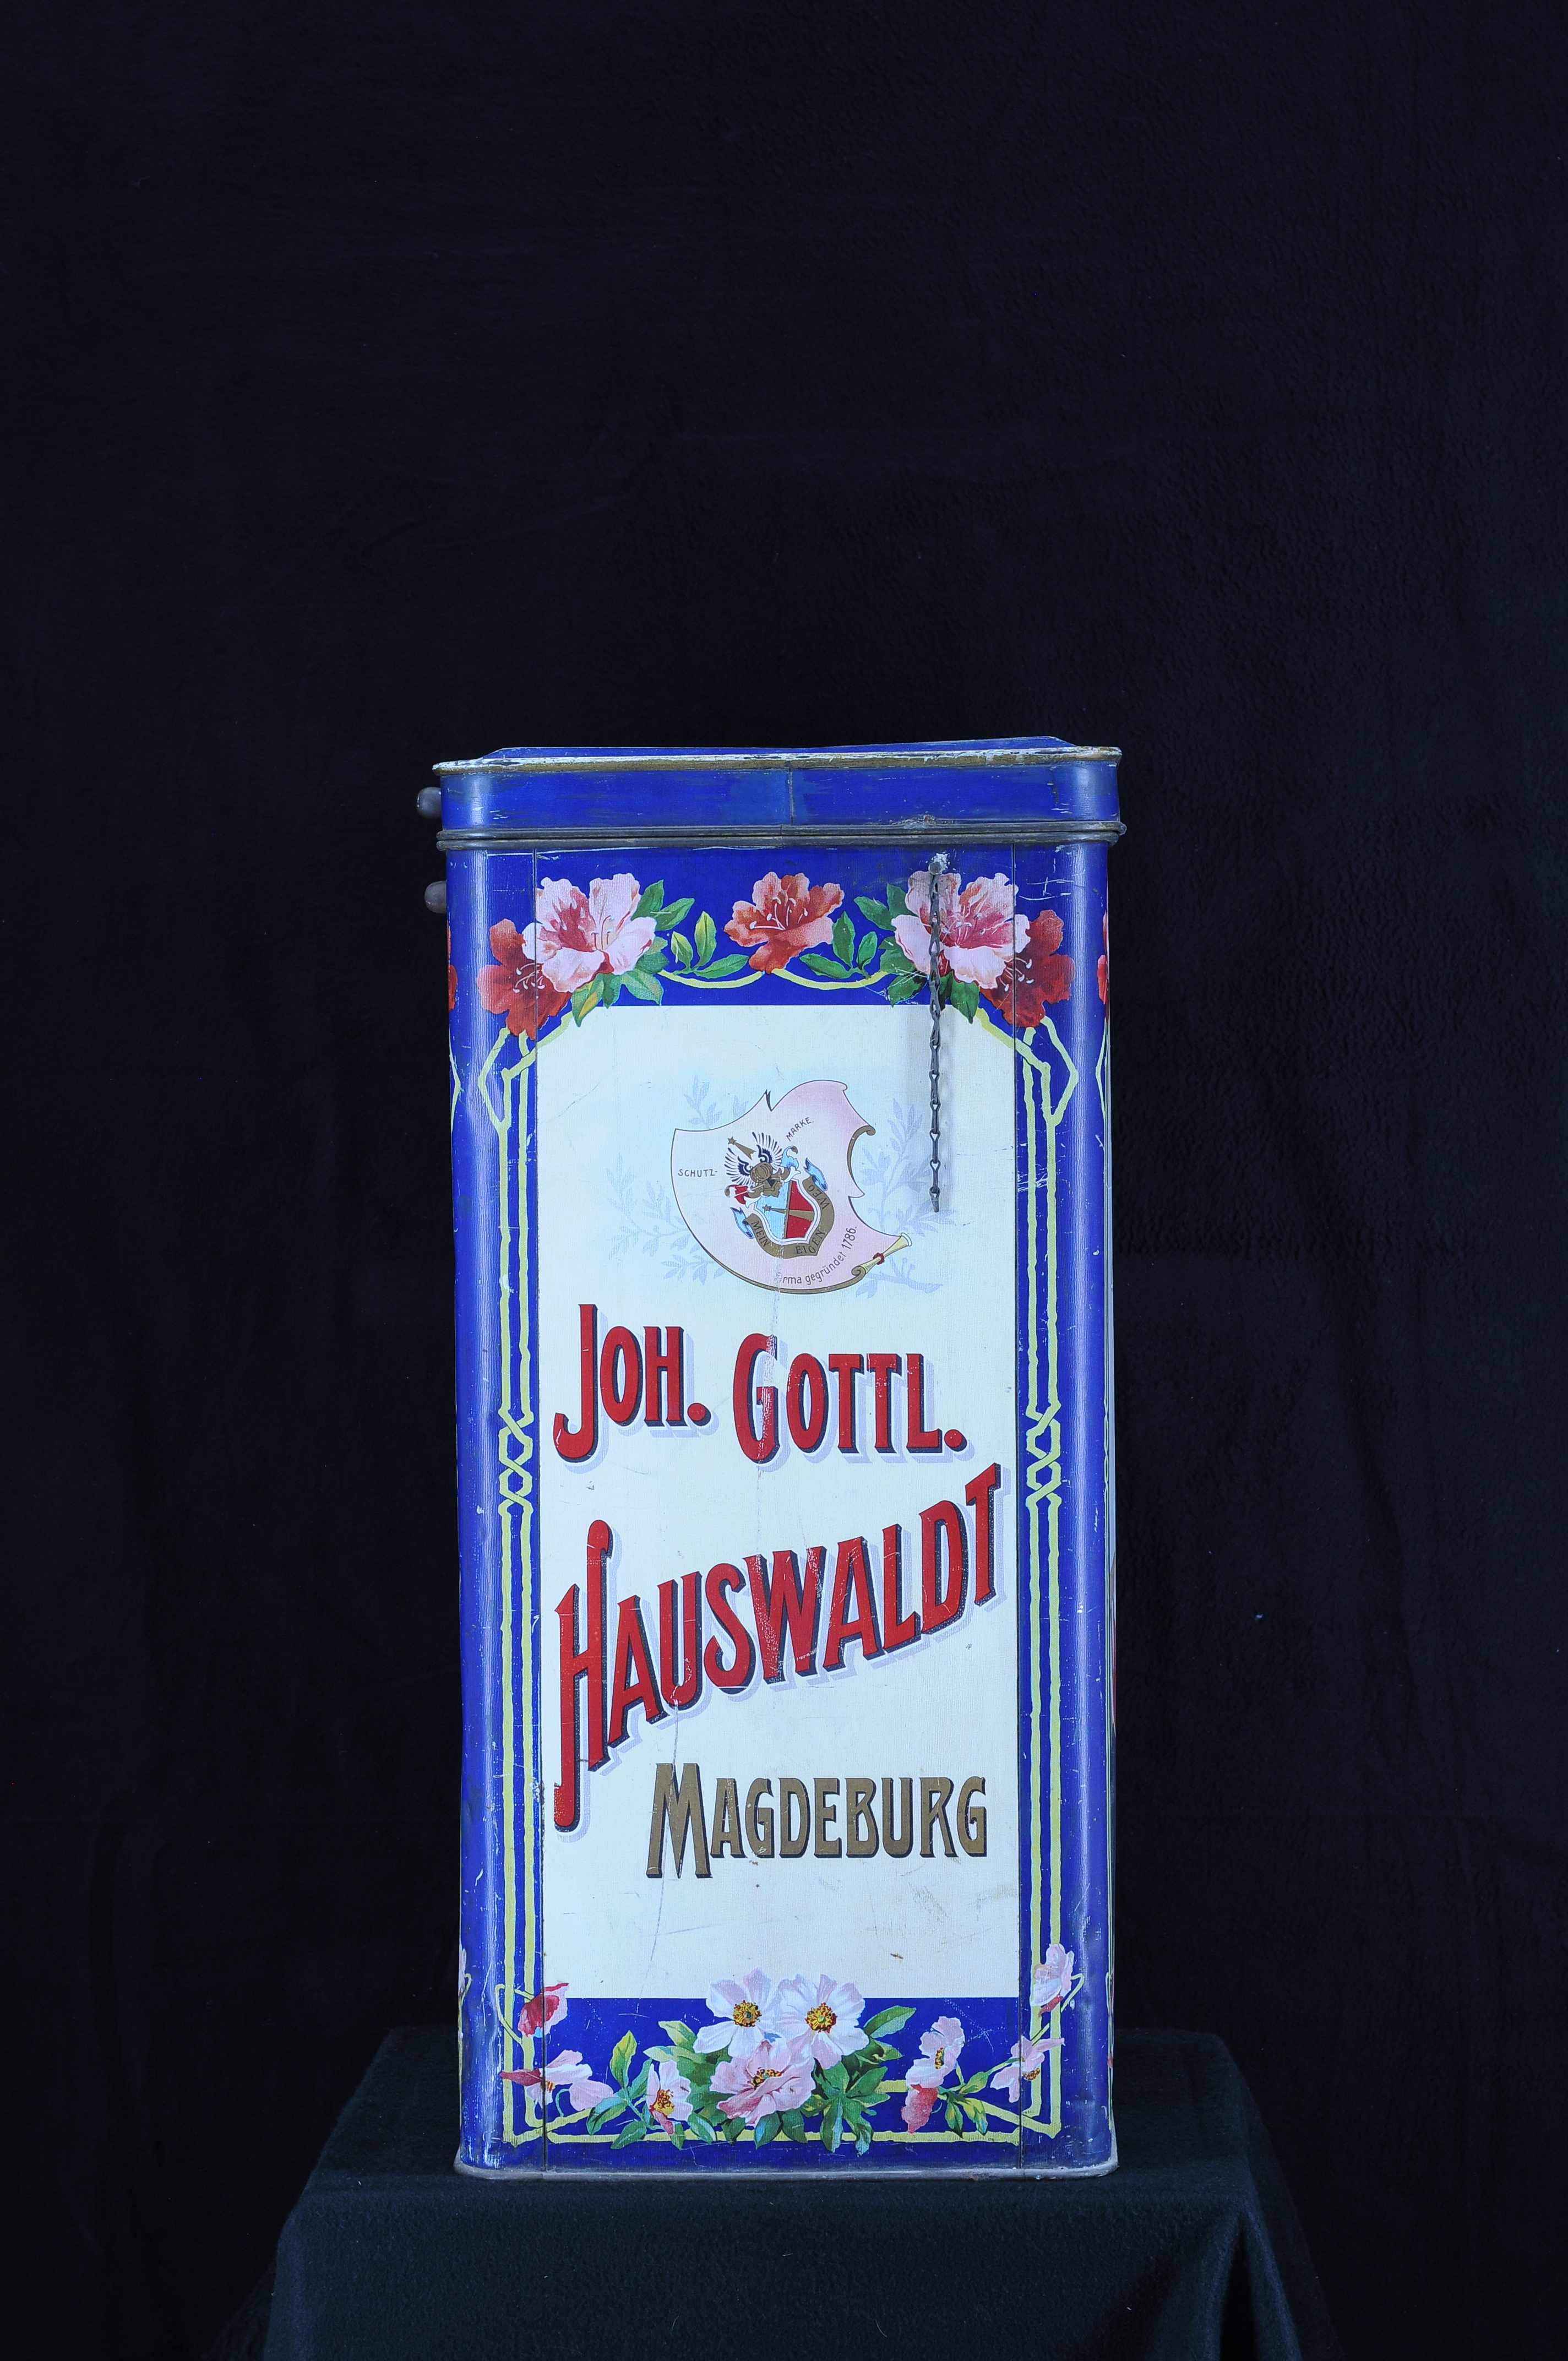 SCHUTZ- MARKE.
MEIN EIGEN
Firma gegründet 1786.
JOH. GOTTL.
HAUSWALDT
MAGDEBURG